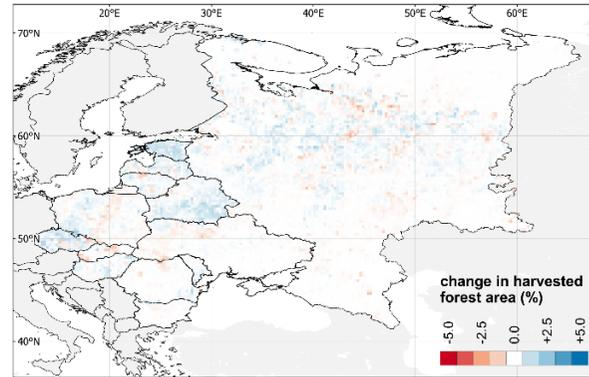 20°E 30°E 40°E 50°E 60°E
70°N
60°N
50°N
40°N
change in harvested
forest area (%)
-5.0 -2.5 0.0 +2.5 +5.0